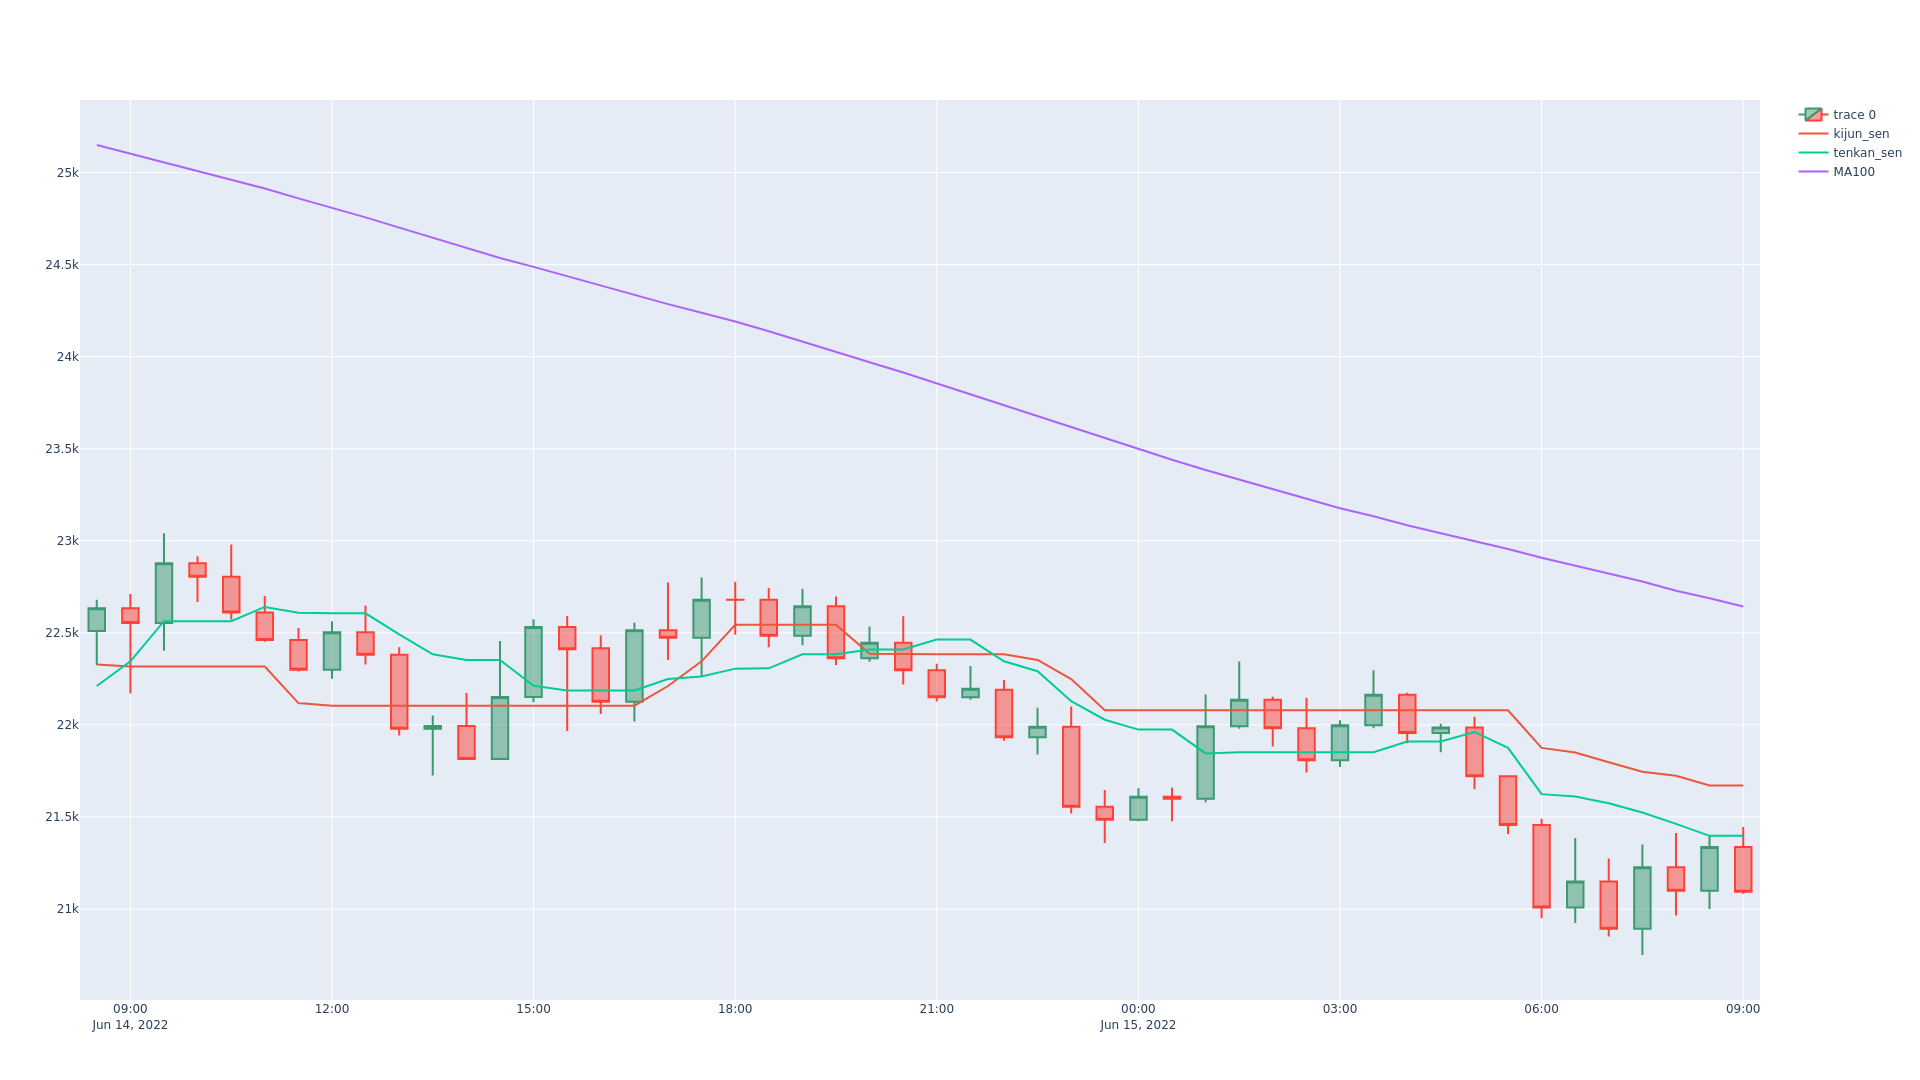 trace 0
kijun_sen
tenkan_sen
MA100
25k
24.5k
24k
23.5k
23k
22.5k
22k
21.5k
21k
09:00 12:00 15:00 18:00 21:00 00:00 03:00 06:00 09:00
Jun 14, 2022 Jun 15, 2022